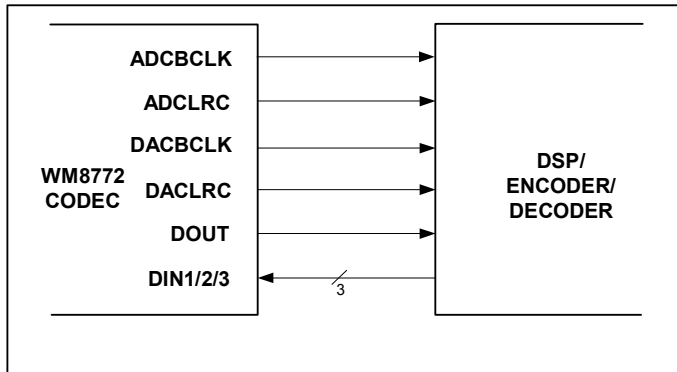 ADCBCLK
ADCLRC
DACBCLK
WM8772
CODEC
DACLRC
DOUT
DIN1/2/3
3
DSP/
ENCODER/
DECODER